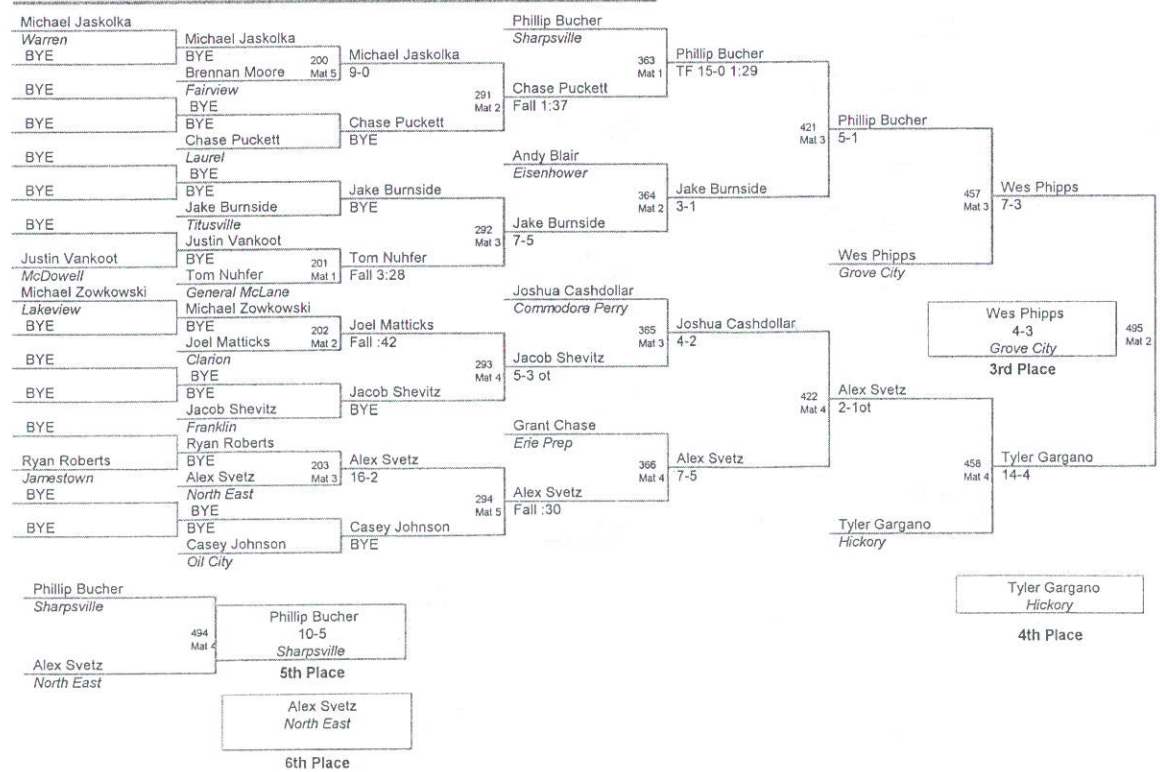 Michael Jaskolka
Warren
BYE
BYE
BYE
BYE
BYE
BYE
Justin Vankoot
McDowell
Michael Zowkowski
Lakeview
BYE
BYE
BYE
BYE
Ryan Roberts
Jamestown
BYE
BYE
Michael Jaskolka
BYE
200
Mat 5
Brennan Moore
Fairview
BYE
BYE
Chase Puckett
Laurel
BYE
BYE
Jake Burnside
Titusville
Justin Vankoot
BYE
201
Mat 1
Tom Nuhfer
General McLane
Michael Zowkowski
BYE
202
Mat 2
Joel Matticks
Clarion
BYE
BYE
Jacob Shevitz
Franklin
Ryan Roberts
BYE
203
Mat 3
Alex Svetz
North East
BYE
BYE
Casey Johnson
Oil City
Michael Jaskolka
9-0
291
Mat 2
Chase Puckett
BYE
Jake Burnside
BYE
292
Mat 3
Tom Nuhfer
Fall 3:28
Joel Matticks
Fall :42
293
Mat 4
Jacob Shevitz
BYE
Alex Svetz
16-2
294
Mat 5
Casey Johnson
BYE
Phillip Bucher
Sharpsville
363
Mat 1
Chase Puckett
Fall 1:37
Andy Blair
Eisenhower
364
Mat 2
Jake Burnside
7-5
Joshua Cashdollar
Commodore Perry
365
Mat 3
Jacob Shevitz
5-3 ot
Grant Chase
Erie Prep
366
Mat 4
Alex Svetz
Fall :30
Phillip Bucher
TF 15-0 1:29
421
Mat 3
Jake Burnside
3-1
Joshua Cashdollar
4-2
422
Mat 4
Alex Svetz
7-5
Phillip Bucher
5-1
457
Mat 3
Wes Phipps
Grove City
Alex Svetz
2-1ot
458
Mat 4
Tyler Gargano
Hickory
Wes Phipps
7-3
Wes Phipps
4-3
Grove City
495
Mat 2
3rd Place
Tyler Gargano
14-4
Tyler Gargano
Hickory
4th Place
Phillip Bucher
Sharpsville
494
Mat 4
Alex Svetz
North East
Phillip Bucher
10-5
Sharpsville
5th Place
Alex Svetz
North East
6th Place